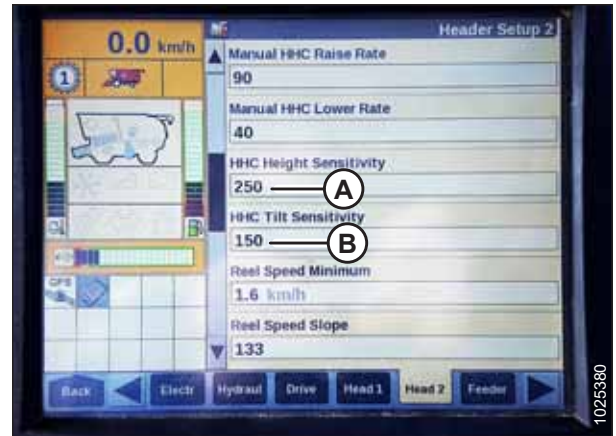 Header Setup 2
0.0 km/h
1
Manual HHC Raise Rate
90
Manual HHC Lower Rate
40
HHC Height Sensitivity
250
A
HHC Tilt Sensitivity
150
B
Reel Speed Minimum
1.6 km/h
Reel Speed Slope
133
GPS
Back
Electr
Hydraul
Drive
Head 1
Head 2
Feeder
1025380